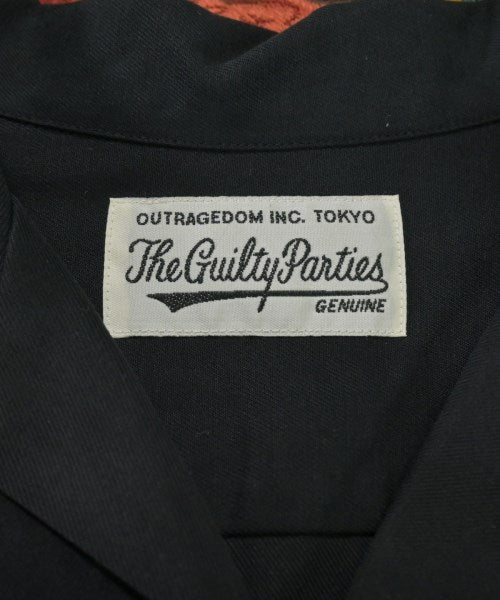 OUTRAGEDOM INC. TOKYO
The Guilty Parties
GENUINE